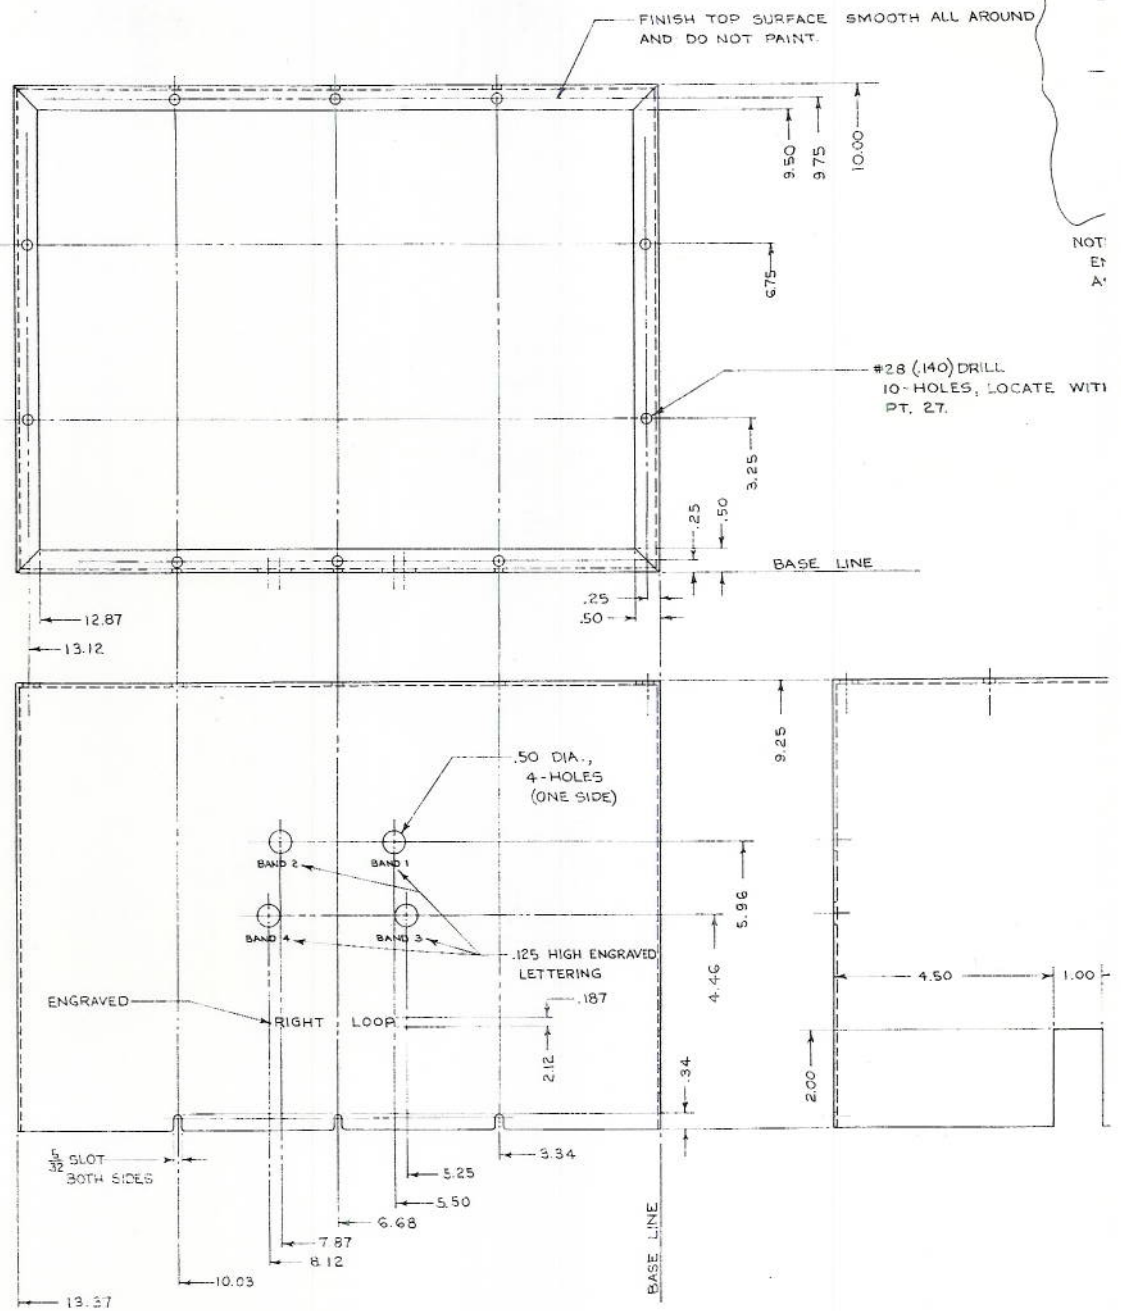 FINISH TOP SURFACE SMOOTH ALL AROUND
AND DO NOT PAINT.
9.50
9.75
10.00
6.75
#28 (.140) DRILL
10-HOLES, LOCATE WITH
PT. 27.
3.25
.25
.50
BASE LINE
.25
.50
12.87
13.12
9.25
.50 DIA.,
4-HOLES
(ONE SIDE)
BAND 2
BAND 1
5.96
BAND 4
BAND 3
.125 HIGH ENGRAVED
LETTERING
4.46
4.50
1.00
ENGRAVED
.187
RIGHT LOOP
2.12
.34
2.00
5/32 SLOT
BOTH SIDES
3.34
5.25
5.50
6.68
7.87
8.12
10.03
13.37
BASE LINE